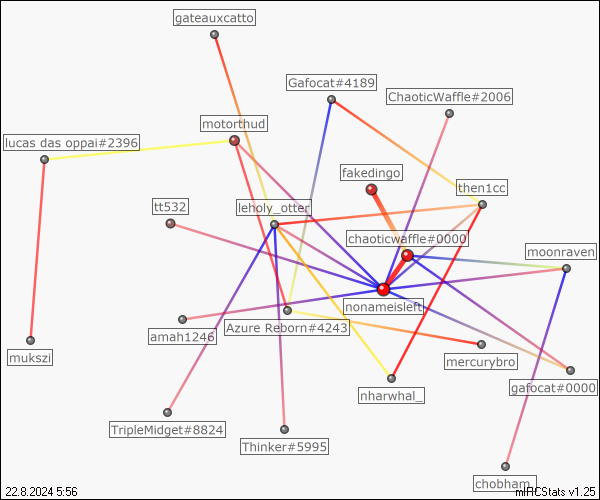 gateauxcatto
Gafocat#4189
ChaoticWaffle#2006
motorthud
lucas das oppai#2396
fakedingo
then1cc
tt532
leholy_otter
chaoticwaffle#0000
moonraven
nonameisleft
Azure Reborn#4243
amah1246
mukszi
mercurybro
gafocat#0000
nharwhal_
TripleMidget#8824
Thinker#5995
chobham_
22.8.2024 5:56
mIRCStats v1.25